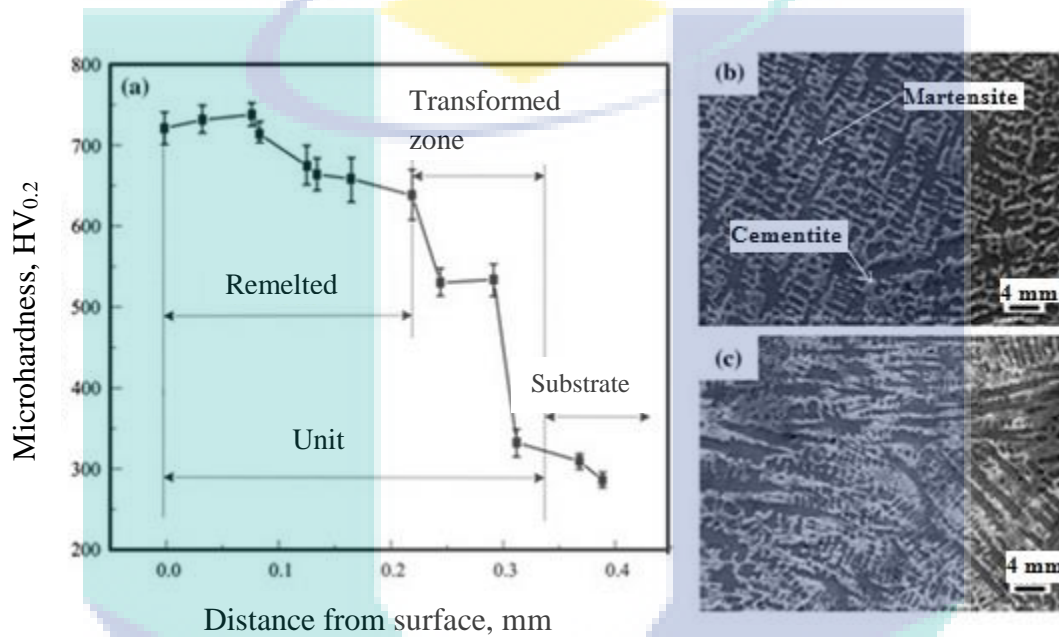 (a)
Microhardness, HV0.2
800
700
600
500
400
300
200
Transformed
zone
Remelted
Substrate
Unit
0.0 0.1 0.2 0.3 0.4
Distance from surface, mm
(b)
Martensite
Cementite
4 mm
(c)
4 mm